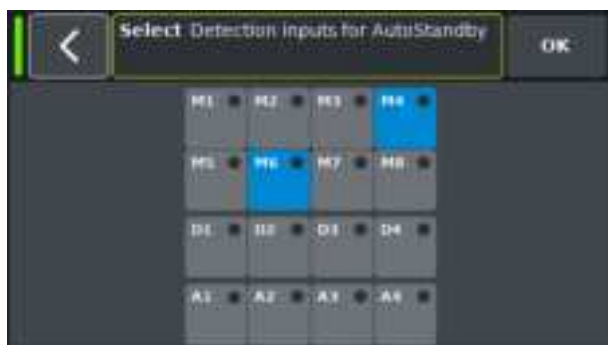 Select Detection Inputs for AutoStandby
OK
M1 M2 M3 M4
M5 M6 M7 M8
D1 D2 D3 D4
A1 A2 A3 A4